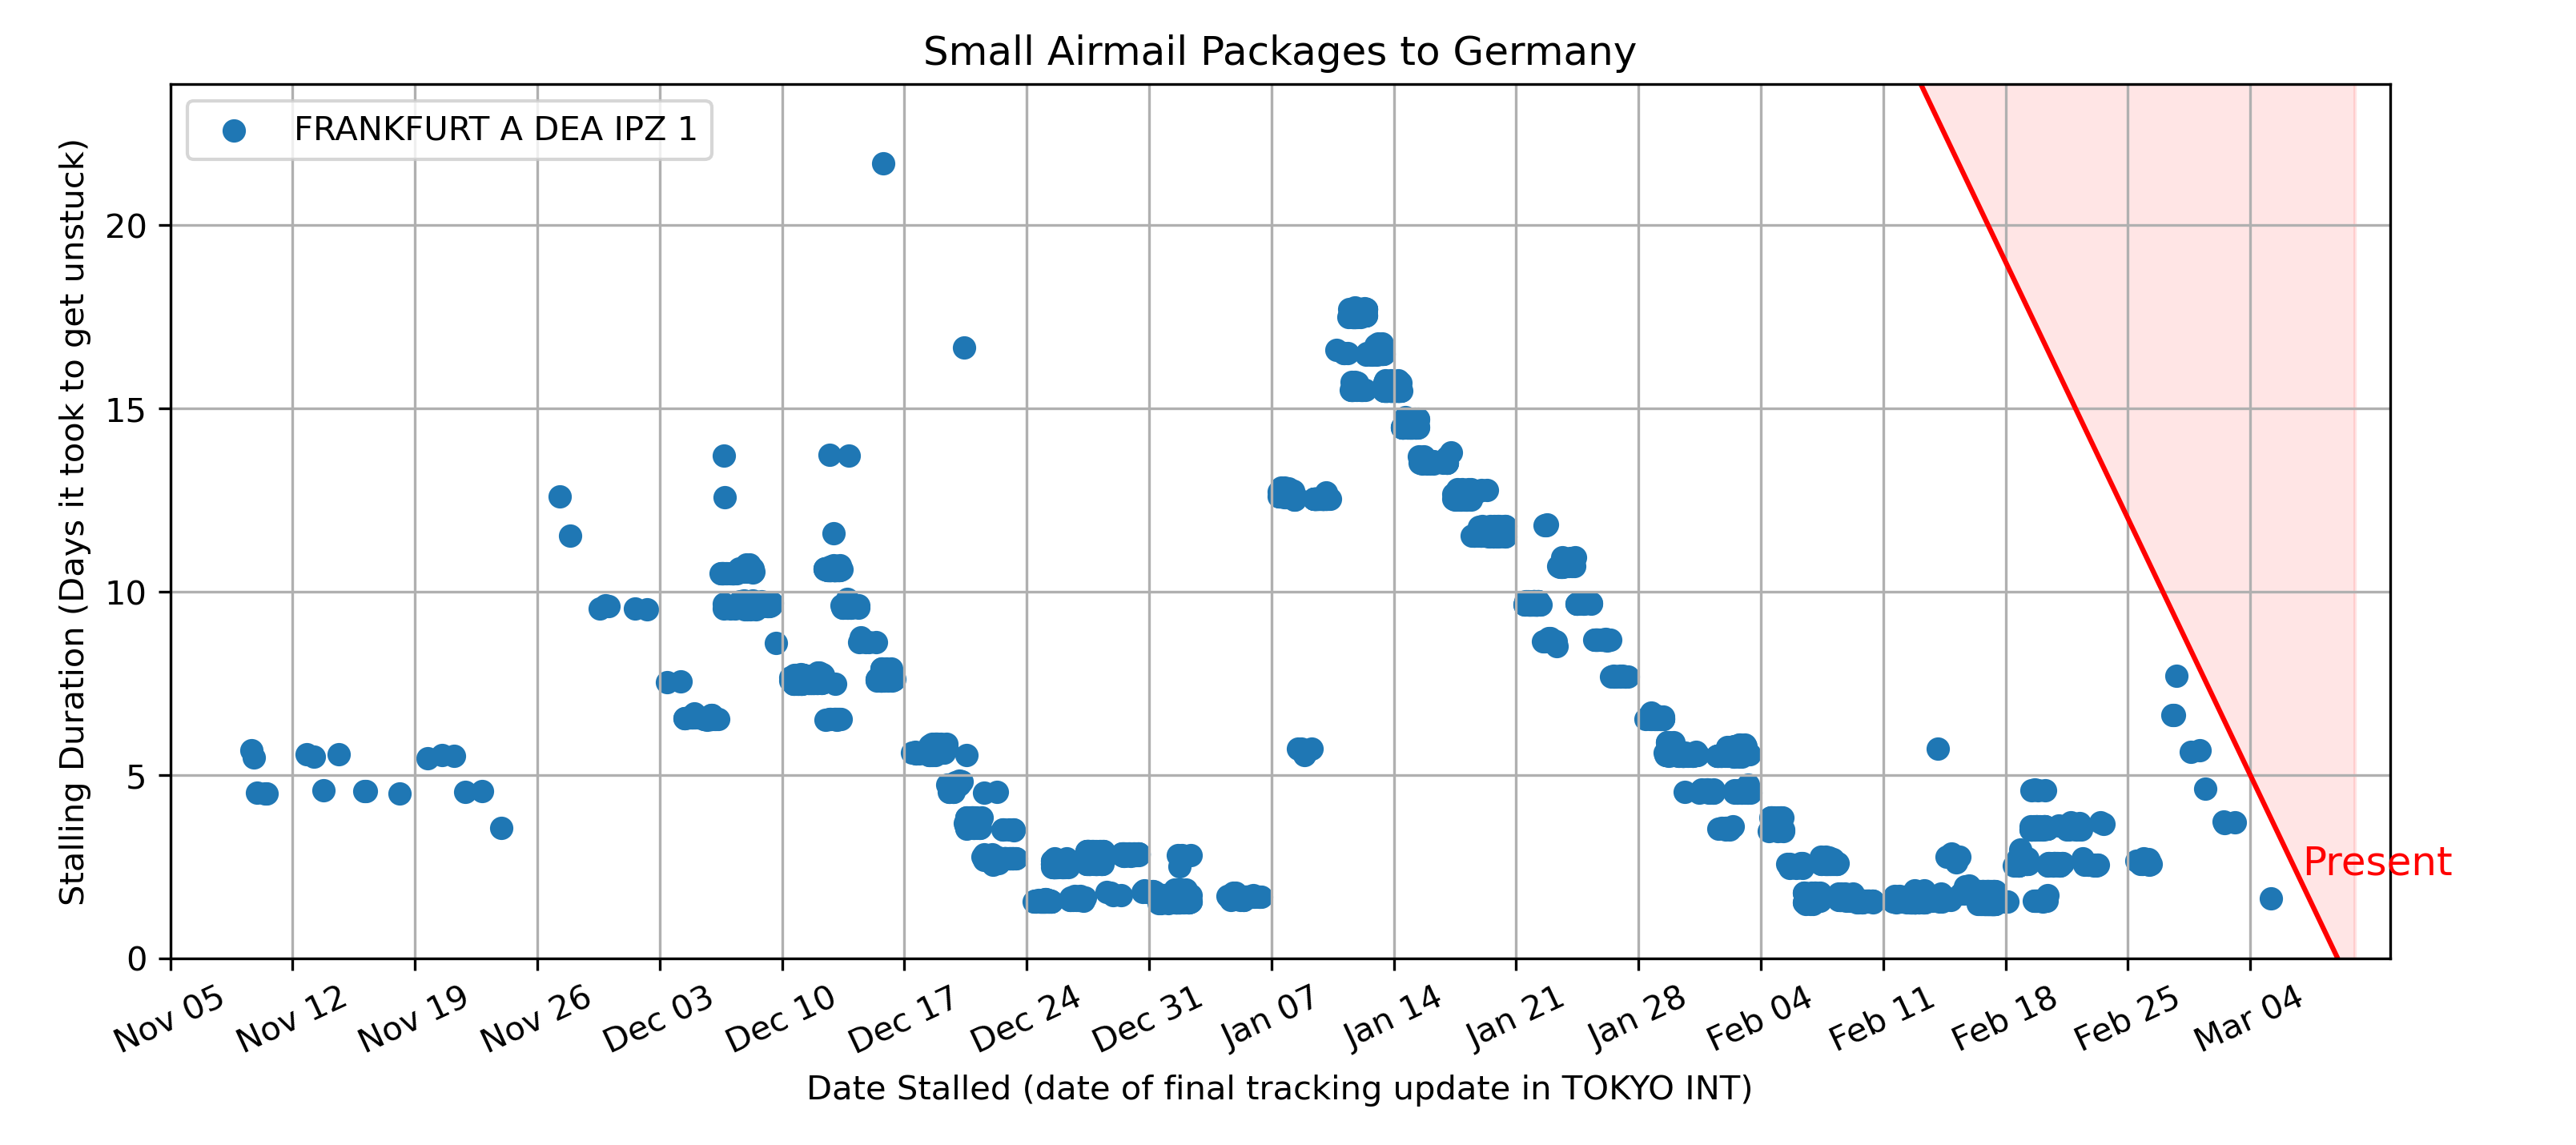 Small Airmail Packages to Germany
FRANKFURT A DEA IPZ 1
Stalling Duration (Days it took to get unstuck)
20
15
10
5
0
Present
Nov 05
Nov 12
Nov 19
Nov 26
Dec 03
Dec 10
Dec 17
Dec 24
Dec 31
Jan 07
Jan 14
Jan 21
Jan 28
Feb 04
Feb 11
Feb 18
Feb 25
Mar 04
Date Stalled (date of final tracking update in TOKYO INT)